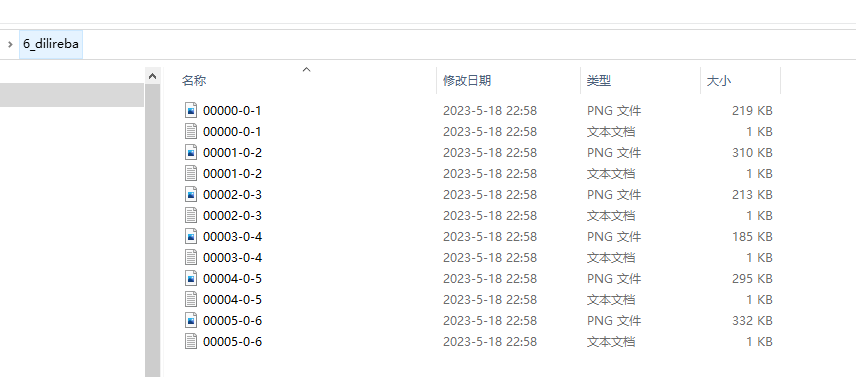 6_dilireba
名称 修改日期 类型 大小
00000-0-1 2023-5-18 22:58 PNG 文件 219 KB
00000-0-1 2023-5-18 22:58 文本文档 1 KB
00001-0-2 2023-5-18 22:58 PNG 文件 310 KB
00001-0-2 2023-5-18 22:58 文本文档 1 KB
00002-0-3 2023-5-18 22:58 PNG 文件 213 KB
00002-0-3 2023-5-18 22:58 文本文档 1 KB
00003-0-4 2023-5-18 22:58 PNG 文件 185 KB
00003-0-4 2023-5-18 22:58 文本文档 1 KB
00004-0-5 2023-5-18 22:58 PNG 文件 295 KB
00004-0-5 2023-5-18 22:58 文本文档 1 KB
00005-0-6 2023-5-18 22:58 PNG 文件 332 KB
00005-0-6 2023-5-18 22:58 文本文档 1 KB